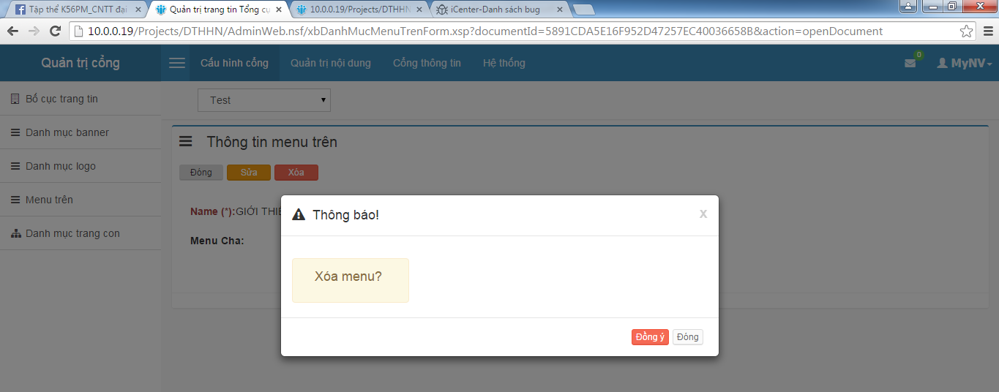 Tập thể K56PM_CNTT đại
Quản trị trang tin Tổng cụ
10.0.0.19/Projects/DTHHN
iCenter-Danh sách bug
10.0.0.19/Projects/DTHHN/AdminWeb.nsf/xbDanhMucMenuTrenForm.xsp?documentId=5891CDA5E16F952D47257EC40036658B&action=openDocument
Quản trị cổng
Cấu hình cổng
Quản trị nội dung
Cổng thông tin
Hệ thống
0
MyNV
Bố cục trang tin
Danh mục banner
Danh mục logo
Menu trên
Danh mục trang con
Test
Thông tin menu trên
Đóng
Sửa
Xóa
Name (*):GIỚI THIỆ
Menu Cha:
Thông báo!
x
Xóa menu?
Đồng ý
Đóng